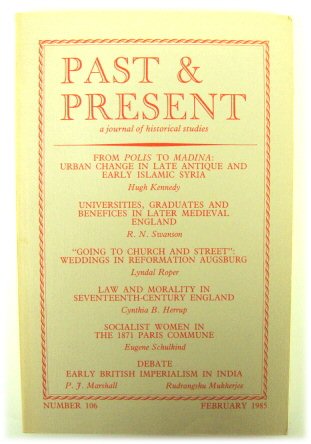 PAST &
PRESENT
a journal of historical studies
FROM POLIS TO MADINA:
URBAN CHANGE IN LATE ANTIQUE AND
EARLY ISLAMIC SYRIA
Hugh Kennedy
UNIVERSITIES, GRADUATES AND
BENEFICES IN LATER MEDIEVAL
ENGLAND
R. N. Swanson
"GOING TO CHURCH AND STREET":
WEDDINGS IN REFORMATION AUGSBURG
Lyndal Roper
LAW AND MORALITY IN
SEVENTEENTH-CENTURY ENGLAND
Cynthia B. Herrup
SOCIALIST WOMEN IN
THE 1871 PARIS COMMUNE
Eugene Schulkind
DEBATE
EARLY BRITISH IMPERIALISM IN INDIA
P. J. Marshall Rudrangshu Mukherjee
NUMBER 106 FEBRUARY 1985